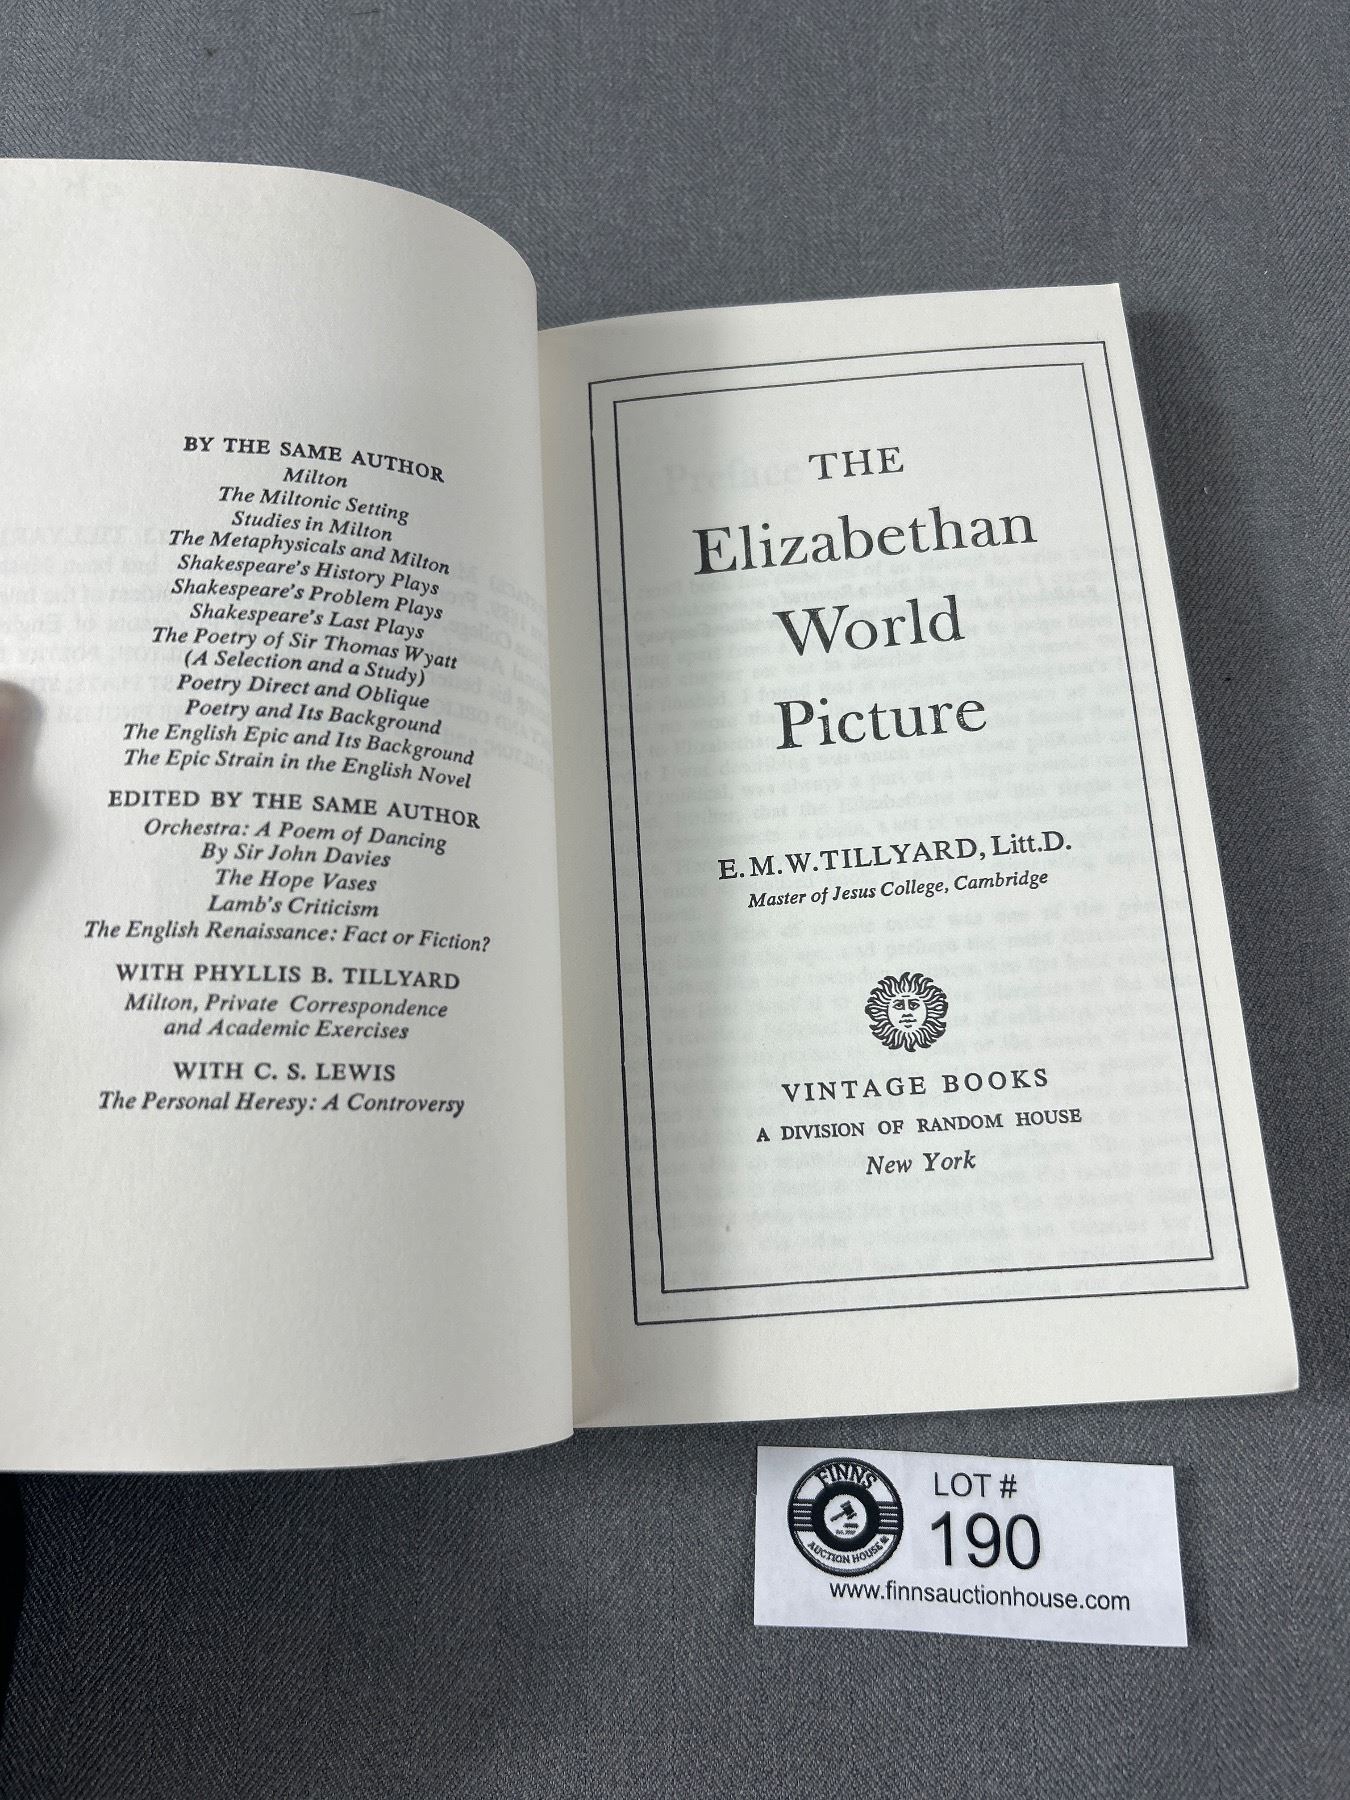 BY THE SAME AUTHOR
Milton
The Miltonic Setting
Studies in Milton
The Metaphysicals and Milton
Shakespeare's History Plays
Shakespeare's Problem Plays
Shakespeare's Last Plays
The Poetry of Sir Thomas Wyatt
(A Selection and a Study)
Poetry Direct and Oblique
Poetry and Its Background
The English Epic and Its Background
The Epic Strain in the English Novel
EDITED BY THE SAME AUTHOR
Orchestra: A Poem of Dancing
By Sir John Davies
The Hope Vases
Lamb's Criticism
The English Renaissance: Fact or Fiction?
WITH PHYLLIS B. TILLYARD
Milton, Private Correspondence
and Academic Exercises
WITH C. S. LEWIS
The Personal Heresy: A Controversy
THE
Elizabethan
World
Picture
E. M. W. TILLYARD, Litt.D.
Master of Jesus College, Cambridge
VINTAGE BOOKS
A DIVISION OF RANDOM HOUSE
New York
FINNS
AUCTION HOUSE
LOT #
190
www.finnsauctionhouse.com